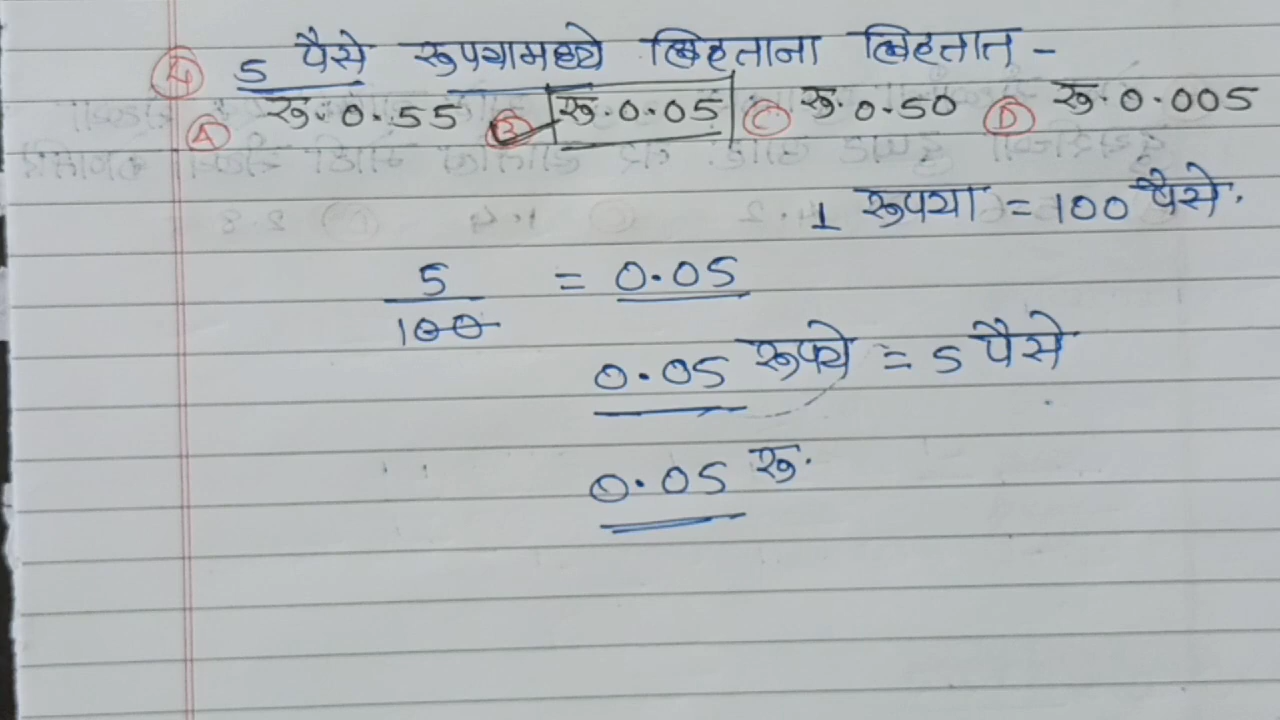 4 5 पैसे रूपयामध्ये लिहताना लिहतात -
A रू. 0.55 B रू. 0.05 C रू. 0.50 D रू. 0.005
1 रूपया = 100 पैसे.
5/100 = 0.05
0.05 रूपये = 5 पैसे
0.05 रू.